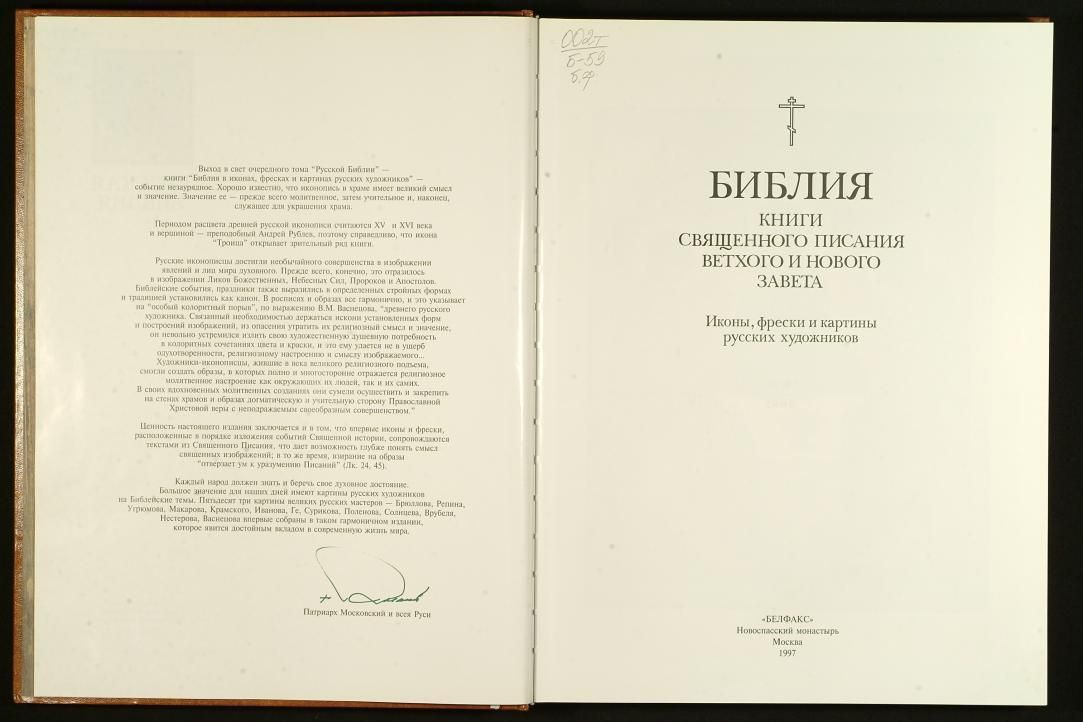 Выход в свет очередного тома "Русской Библии" —
книги "Библия в иконах, фресках и картинах русских художников" —
событие незаурядное. Хорошо известно, что иконопись в храме имеет великий смысл
и значение. Значение ее — прежде всего молитвенное, затем учительное и, наконец,
служащее для украшения храма.
Периодом расцвета древней русской иконописи считаются XV и XVI века
и вершиной — преподобный Андрей Рублев, поэтому справедливо, что икона
"Троица" открывает зрительный ряд книги.
Русские иконописцы достигли необычайного совершенства в изображении
явлений и лиц мира духовного. Прежде всего, конечно, это отразилось
в изображении Ликов Божественных, Небесных Сил, Пророков и Апостолов.
Библейские события, праздники также выразились в определенных стройных формах
и традицией установились как канон. В росписях и образах все гармонично, и это указывает
на "особый колоритный порыв", по выражению В.М. Васнецова, "древнего русского
художника. Связанный необходимостью держаться искони установленных форм
и построений изображений, из опасения утратить их религиозный смысл и значение,
он невольно устремился излить свою художественную душевную потребность
в колоритных сочетаниях цвета и краски, и это ему удается не в ущерб
одухотворенности, религиозному настроению и смыслу изображаемого...
Художники-иконописцы, жившие в века великого религиозного подъема,
смогли создать образы, в которых полно и многосторонне отражается религиозное
молитвенное настроение как окружающих их людей, так и их самих.
В своих вдохновенных молитвенных созданиях они сумели осуществить и закрепить
на стенах храмов и образах догматическую и учительную сторону Православной
Христовой веры с неподражаемым своеобразным совершенством."
Ценность настоящего издания заключается и в том, что впервые иконы и фрески,
расположенные в порядке изложения событий Священной истории, сопровождаются
текстами из Священного Писания, что дает возможность глубже понять смысл
священных изображений; в то же время, взирание на образы
"отверзает ум к уразумению Писаний" (Лк. 24, 45).
Каждый народ должен знать и беречь свое духовное достояние.
Большое значение для наших дней имеют картины русских художников
на Библейские темы. Пятьдесят три картины великих русских мастеров — Брюллова, Репина,
Угрюмова, Макарова, Крамского, Иванова, Ге, Сурикова, Поленова, Солнцева, Врубеля,
Нестерова, Васнецова впервые собраны в таком гармоничном издании,
которое явится достойным вкладом в современную жизнь мира.
Патриарх Московский и всея Руси
002т
Б-59
б.ф.
БИБЛИЯ
КНИГИ
СВЯЩЕННОГО ПИСАНИЯ
ВЕТХОГО И НОВОГО
ЗАВЕТА
Иконы, фрески и картины
русских художников
«БЕЛФАКС»
Новоспасский монастырь
Москва
1997